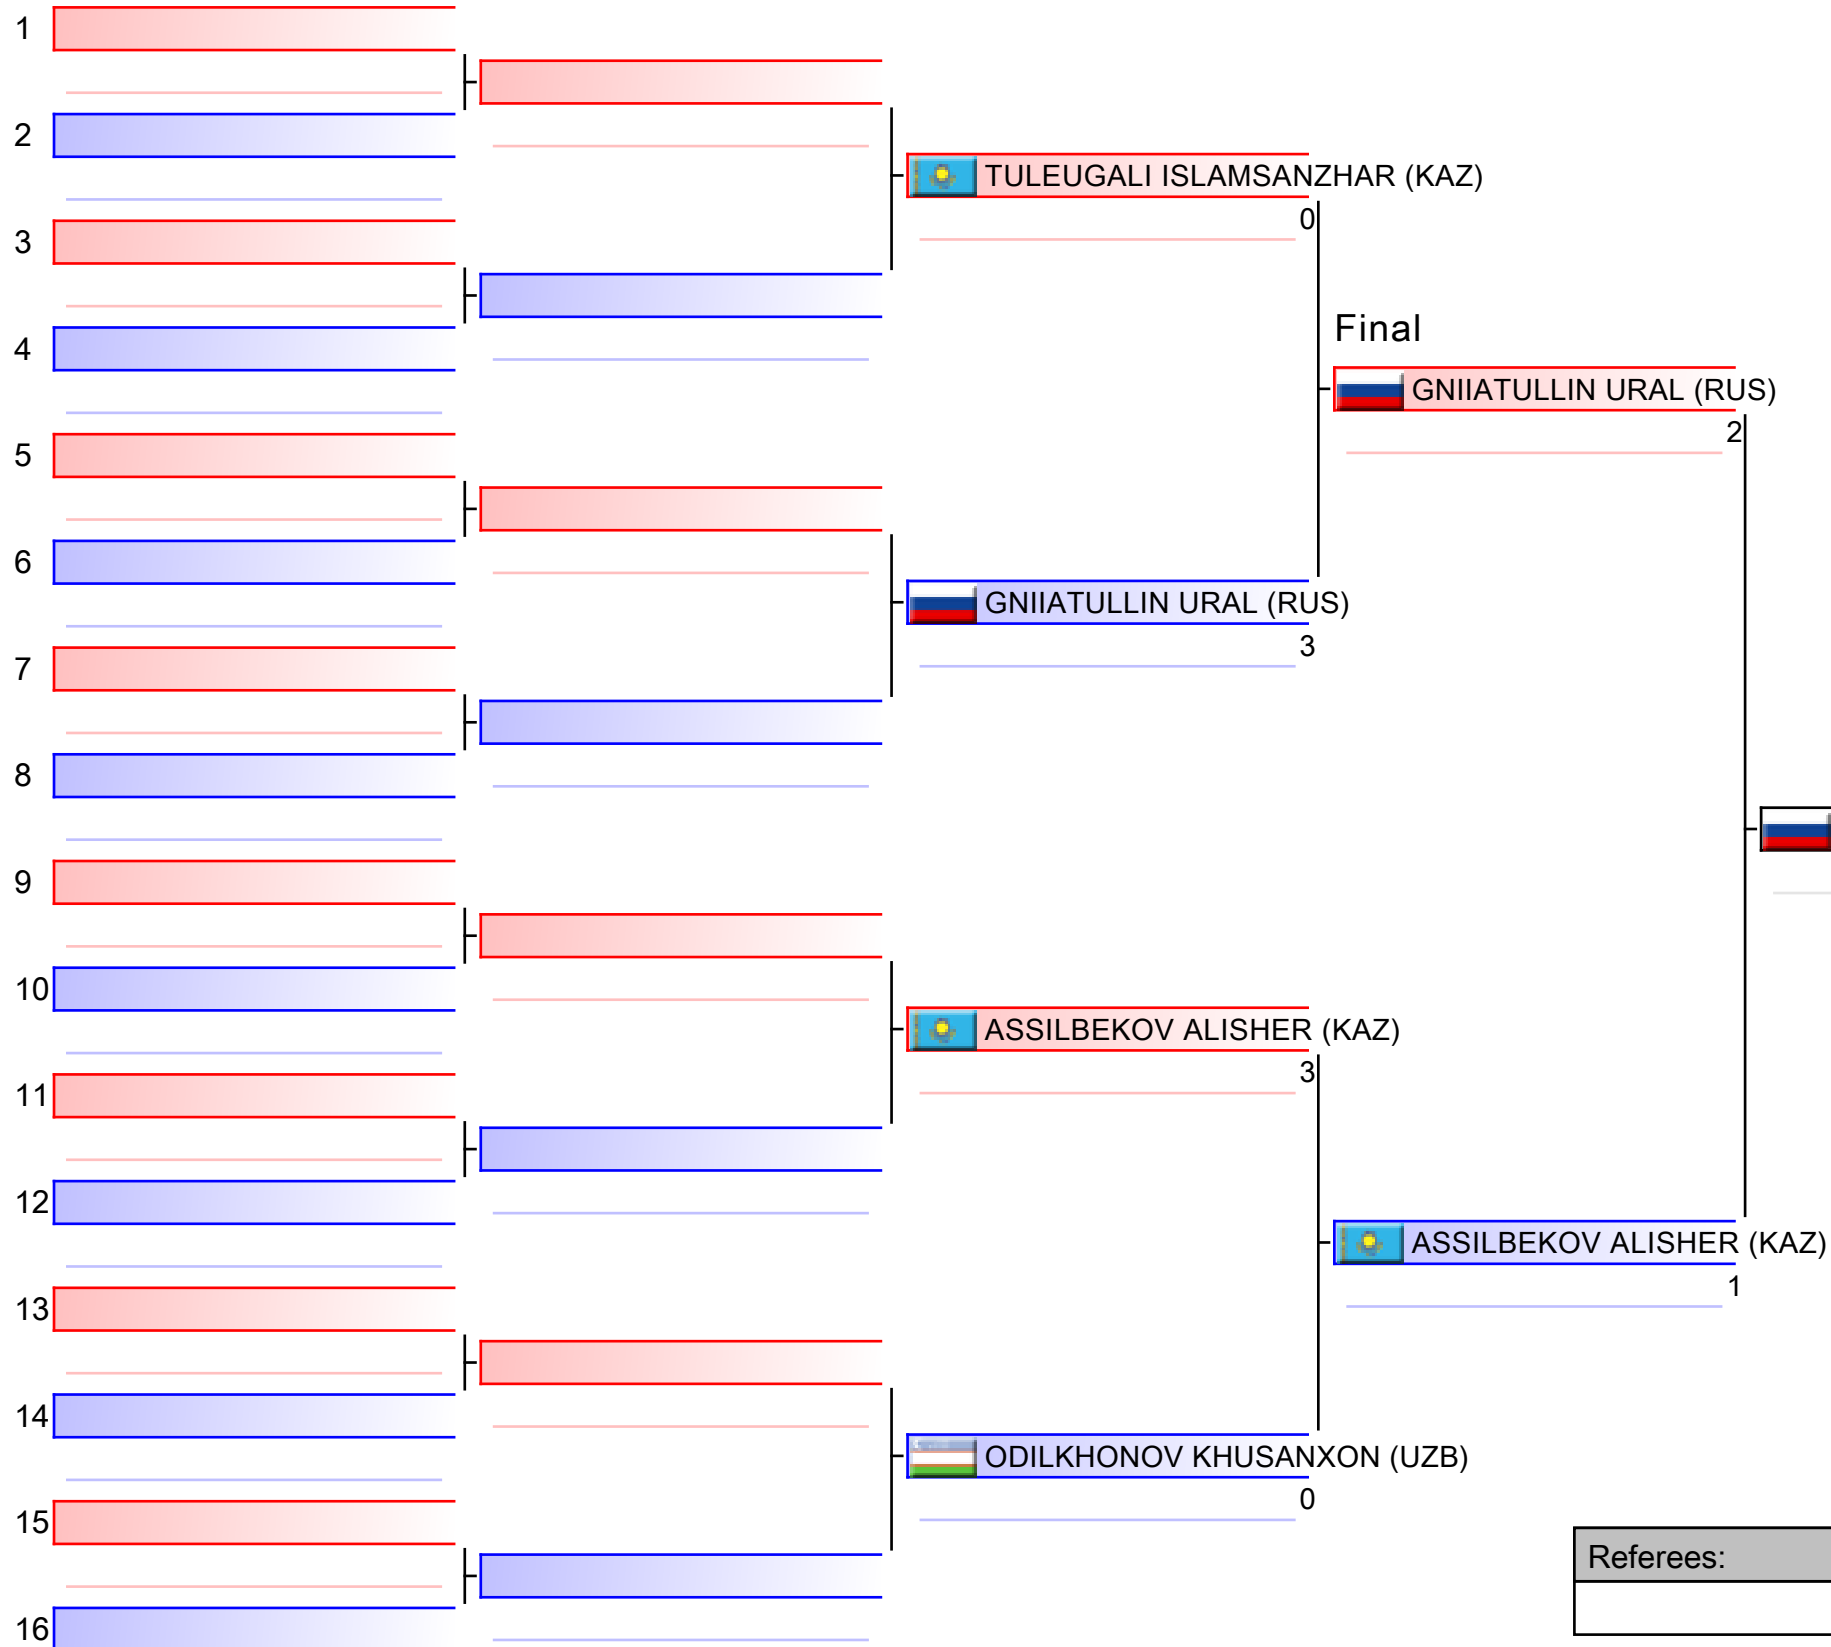 1
2
TULEUGALI ISLAMSANZHAR (KAZ)
0
3
Final
4
GNIIATULLIN URAL (RUS)
2
5
6
GNIIATULLIN URAL (RUS)
3
7
8
9
10
ASSILBEKOV ALISHER (KAZ)
3
11
12
ASSILBEKOV ALISHER (KAZ)
1
13
14
ODILKHONOV KHUSANXON (UZB)
0
15
Referees:
16